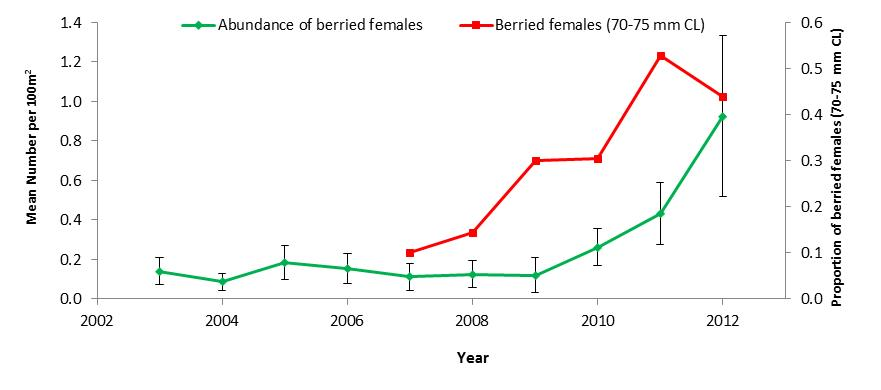 Abundance of berried females
Berried females (70-75 mm CL)
Mean Number per 100m²
1.4
1.2
1.0
0.8
0.6
0.4
0.2
0.0
0.6
0.5
0.4
0.3
0.2
0.1
0.0
Proportion of berried females (70-75 mm CL)
2002 2004 2006 2008 2010 2012
Year